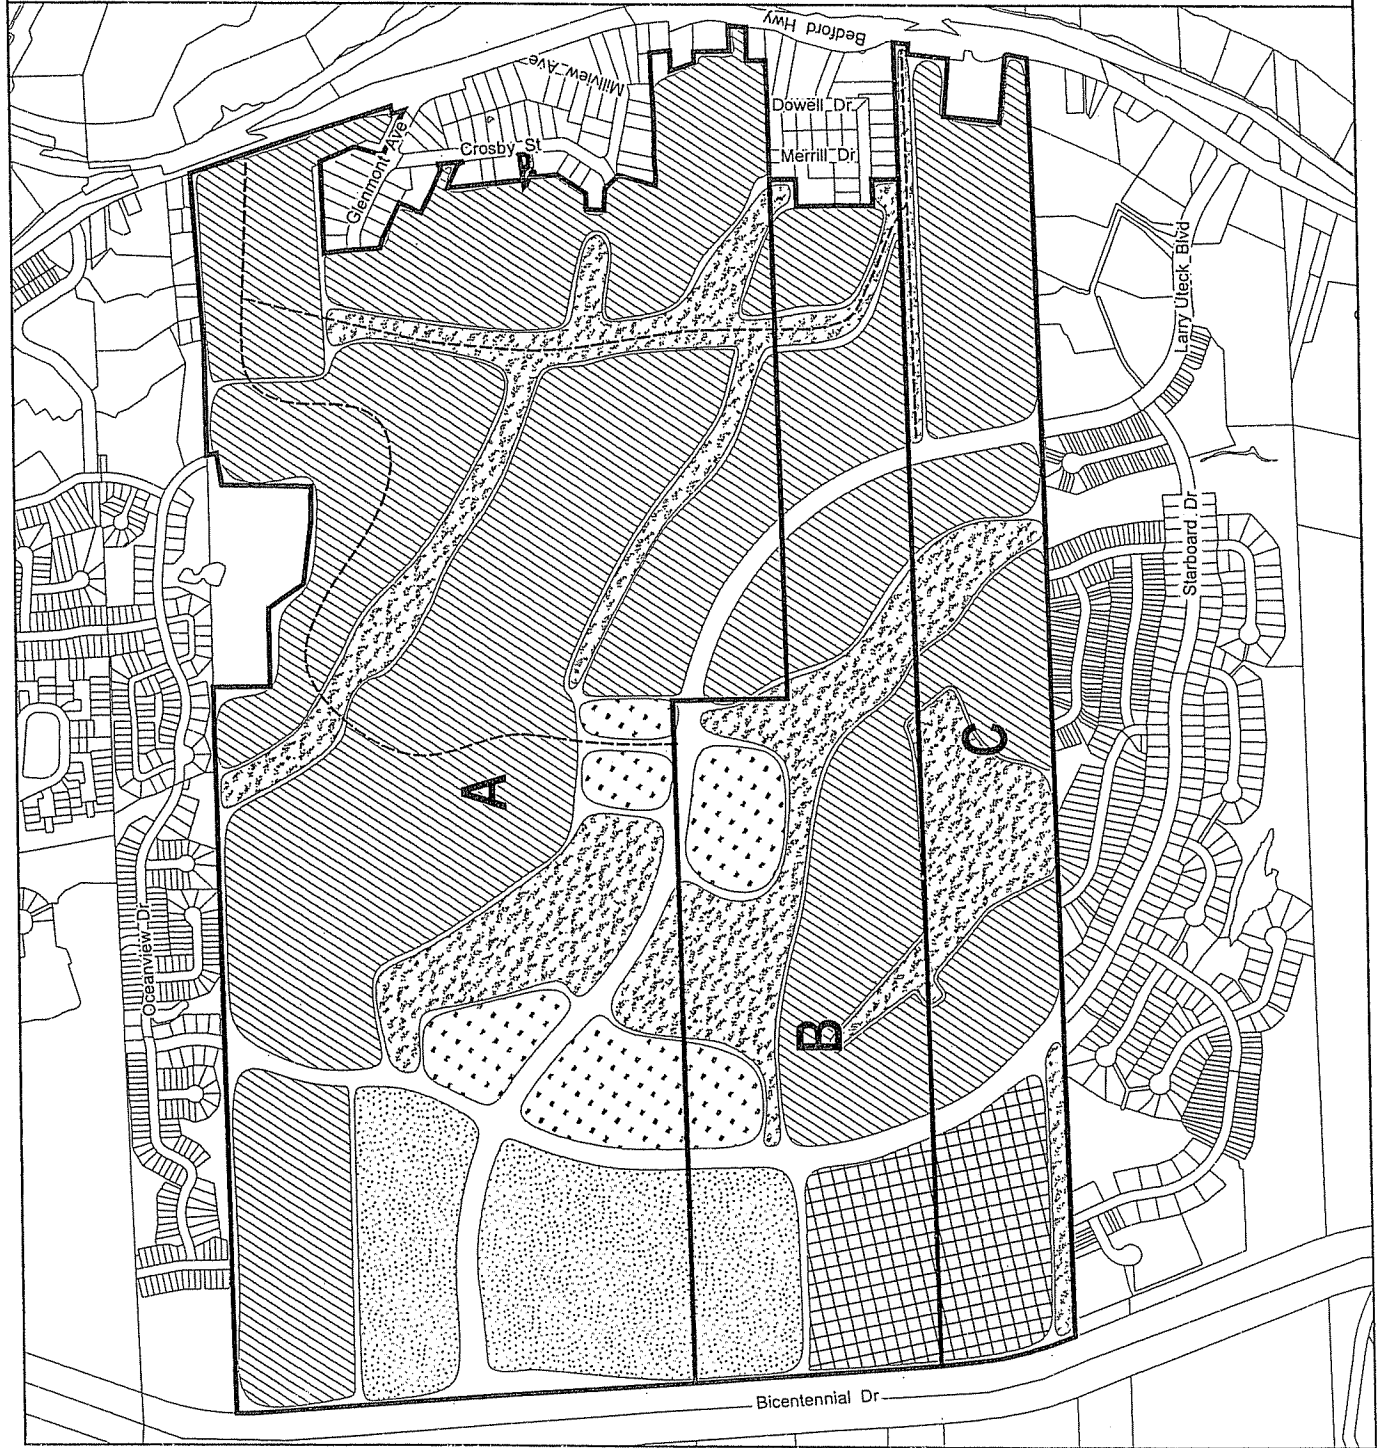 Bedford Hwy
Millview Ave
Dowell Dr
Crosby St
Merrill Dr
Glenmont Ave
D
Larry Uteck Blvd
Starboard Dr
A
C
Oceanview Dr
B
Bicentennial Dr